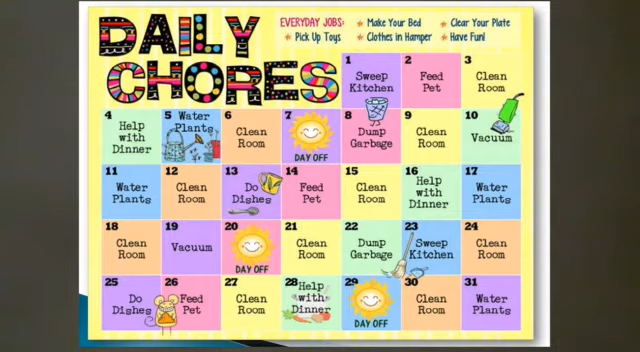 DAILY
CHORES
EVERYDAY JOBS:
Make Your Bed
Clear Your Plate
Pick Up Toys
Clothes in Hamper
Have Fun!
1
Sweep
Kitchen
2
Feed
Pet
3
Clean
Room
4
Help
with
Dinner
5
Water
Plants
6
Clean
Room
7
DAY OFF
8
Dump
Garbage
9
Clean
Room
10
Vacuum
11
Water
Plants
12
Clean
Room
13
Do
Dishes
14
Feed
Pet
15
Clean
Room
16
Help
with
Dinner
17
Water
Plants
18
Clean
Room
19
Vacuum
20
DAY OFF
21
Clean
Room
22
Dump
Garbage
23
Sweep
Kitchen
24
Clean
Room
25
Do
Dishes
26
Feed
Pet
27
Clean
Room
28
Help
with
Dinner
29
DAY OFF
30
Clean
Room
31
Water
Plants